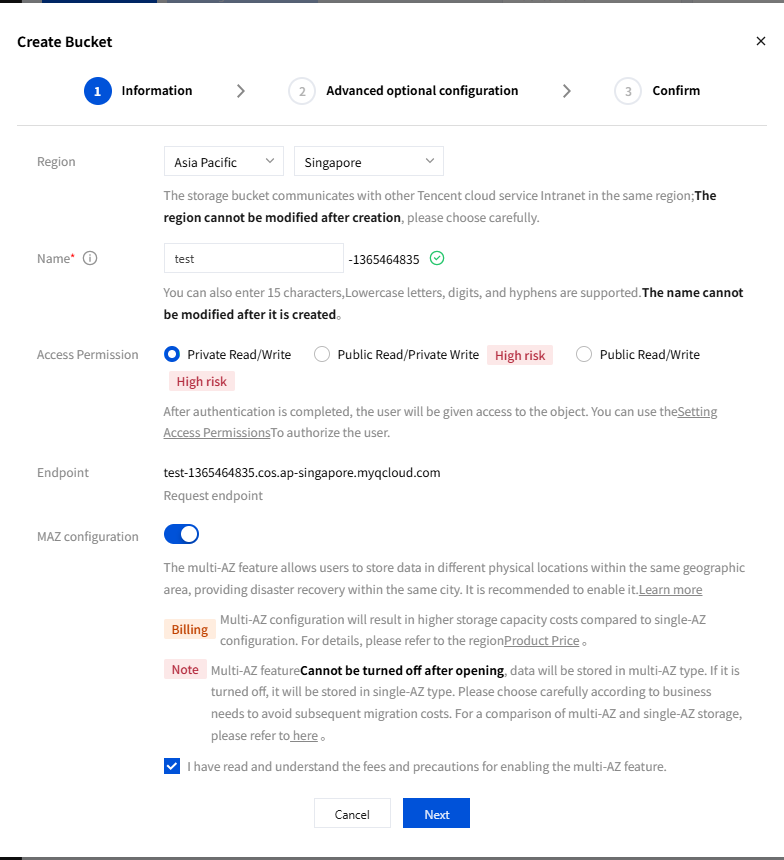 Create Bucket
1 Information 2 Advanced optional configuration 3 Confirm
Region Asia Pacific Singapore
The storage bucket communicates with other Tencent cloud service Intranet in the same region;The
region cannot be modified after creation, please choose carefully.
Name* test -1365464835
You can also enter 15 characters,Lowercase letters, digits, and hyphens are supported.The name cannot
be modified after it is created。
Access Permission Private Read/Write Public Read/Private Write High risk Public Read/Write
High risk
After authentication is completed, the user will be given access to the object. You can use theSetting
Access PermissionsTo authorize the user.
Endpoint test-1365464835.cos.ap-singapore.myqcloud.com
Request endpoint
MAZ configuration
The multi-AZ feature allows users to store data in different physical locations within the same geographic
area, providing disaster recovery within the same city. It is recommended to enable it.Learn more
Billing Multi-AZ configuration will result in higher storage capacity costs compared to single-AZ
configuration. For details, please refer to the regionProduct Price 。
Note Multi-AZ featureCannot be turned off after opening, data will be stored in multi-AZ type. If it is
turned off, it will be stored in single-AZ type. Please choose carefully according to business
needs to avoid subsequent migration costs. For a comparison of multi-AZ and single-AZ storage,
please refer to here 。
I have read and understand the fees and precautions for enabling the multi-AZ feature.
Cancel Next